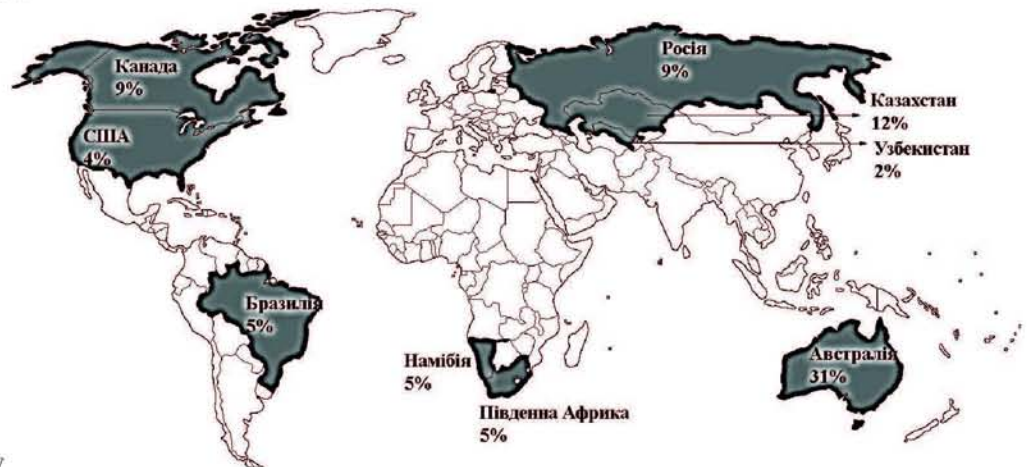 Канада
9%
США
4%
Росія
9%
Казахстан
12%
Узбекистан
2%
Бразилія
5%
Намібія
5%
Південна Африка
5%
Австралія
31%